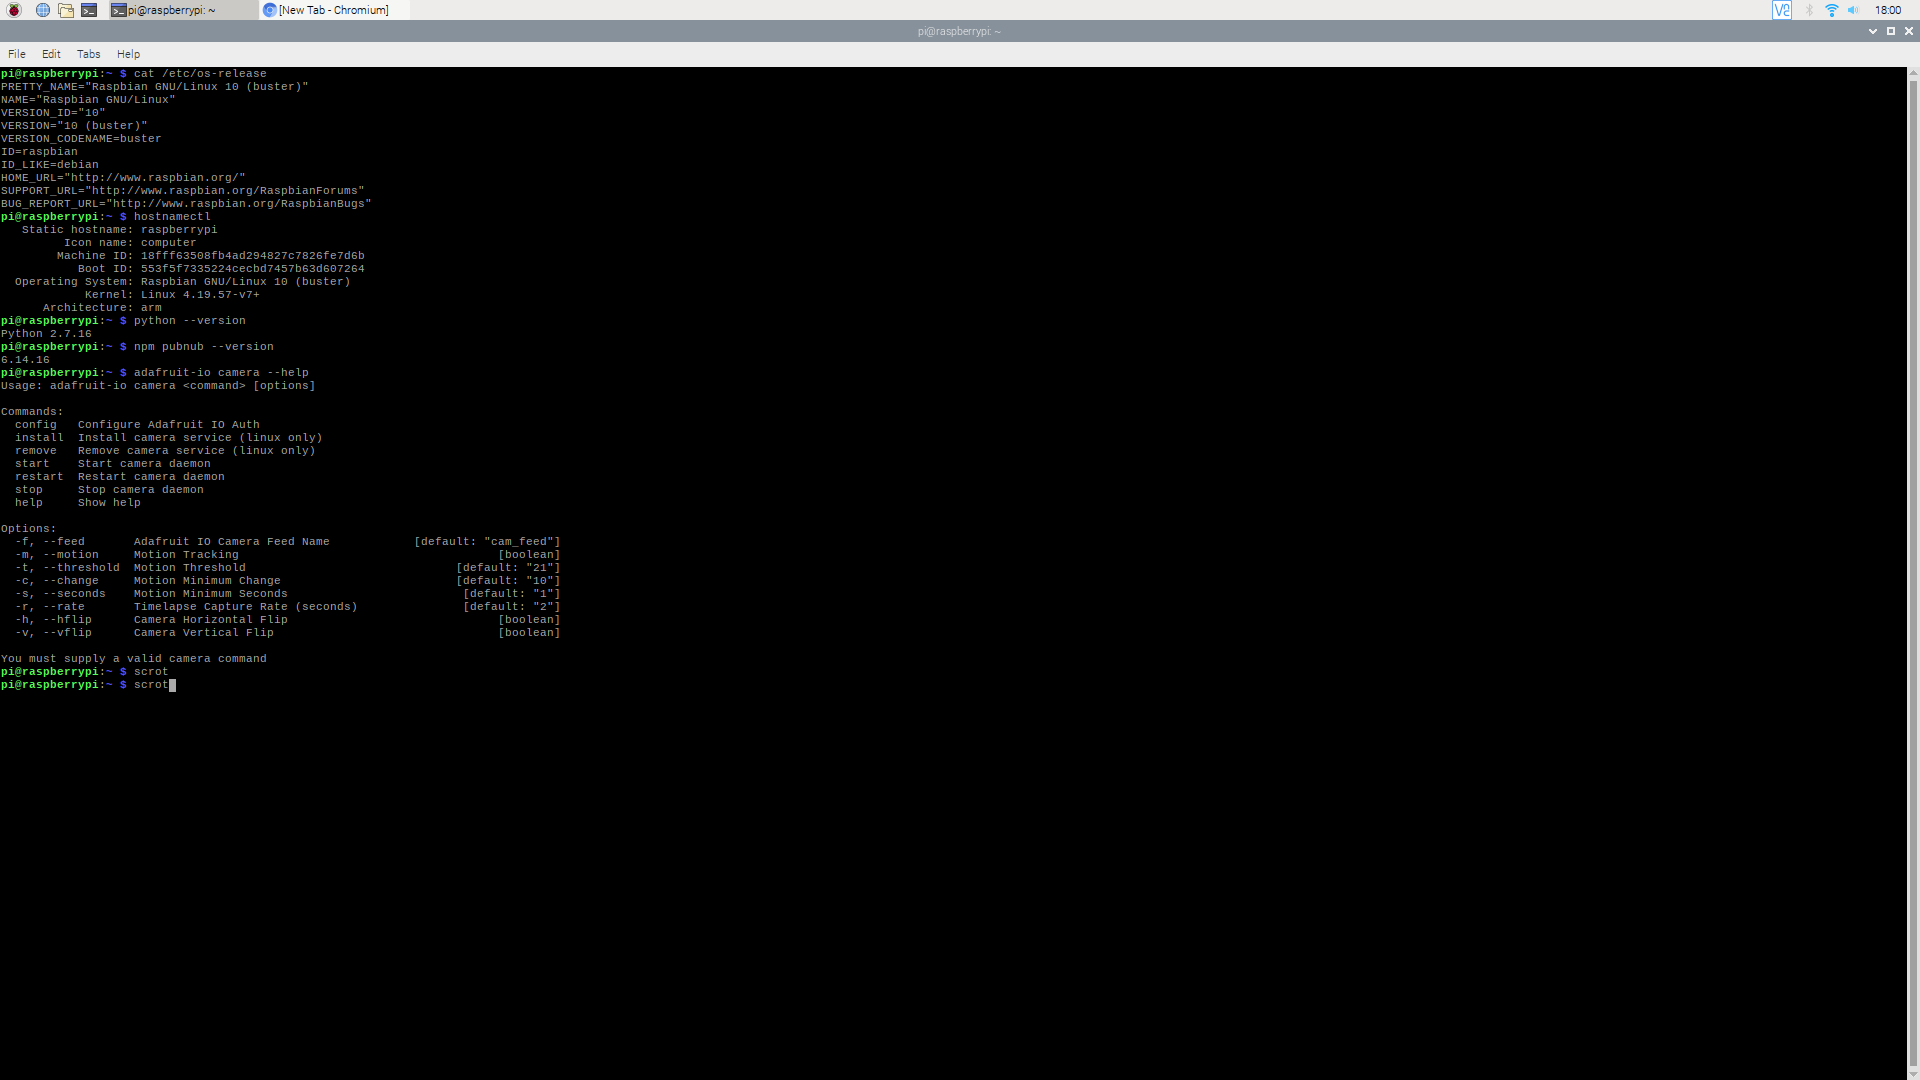 pi@raspberrypi: ~ [New Tab - Chromium] 18:00
pi@raspberrypi: ~
File Edit Tabs Help
pi@raspberrypi:~ $ cat /etc/os-release
PRETTY_NAME="Raspbian GNU/Linux 10 (buster)"
NAME="Raspbian GNU/Linux"
VERSION_ID="10"
VERSION="10 (buster)"
VERSION_CODENAME=buster
ID=raspbian
ID_LIKE=debian
HOME_URL="http://www.raspbian.org/"
SUPPORT_URL="http://www.raspbian.org/RaspbianForums"
BUG_REPORT_URL="http://www.raspbian.org/RaspbianBugs"
pi@raspberrypi:~ $ hostnamectl
   Static hostname: raspberrypi
         Icon name: computer
        Machine ID: 18fff63508fb4ad294827c7826fe7d6b
           Boot ID: 553f5f7335224cecbd7457b63d607264
  Operating System: Raspbian GNU/Linux 10 (buster)
            Kernel: Linux 4.19.57-v7+
      Architecture: arm
pi@raspberrypi:~ $ python --version
Python 2.7.16
pi@raspberrypi:~ $ npm pubnub --version
6.14.16
pi@raspberrypi:~ $ adafruit-io camera --help
Usage: adafruit-io camera <command> [options]

Commands:
  config   Configure Adafruit IO Auth
  install  Install camera service (linux only)
  remove   Remove camera service (linux only)
  start    Start camera daemon
  restart  Restart camera daemon
  stop     Stop camera daemon
  help     Show help

Options:
  -f, --feed       Adafruit IO Camera Feed Name            [default: "cam_feed"]
  -m, --motion     Motion Tracking                                     [boolean]
  -t, --threshold  Motion Threshold                              [default: "21"]
  -c, --change     Motion Minimum Change                         [default: "10"]
  -s, --seconds    Motion Minimum Seconds                         [default: "1"]
  -r, --rate       Timelapse Capture Rate (seconds)               [default: "2"]
  -h, --hflip      Camera Horizontal Flip                              [boolean]
  -v, --vflip      Camera Vertical Flip                                [boolean]

You must supply a valid camera command
pi@raspberrypi:~ $ scrot
pi@raspberrypi:~ $ scrot